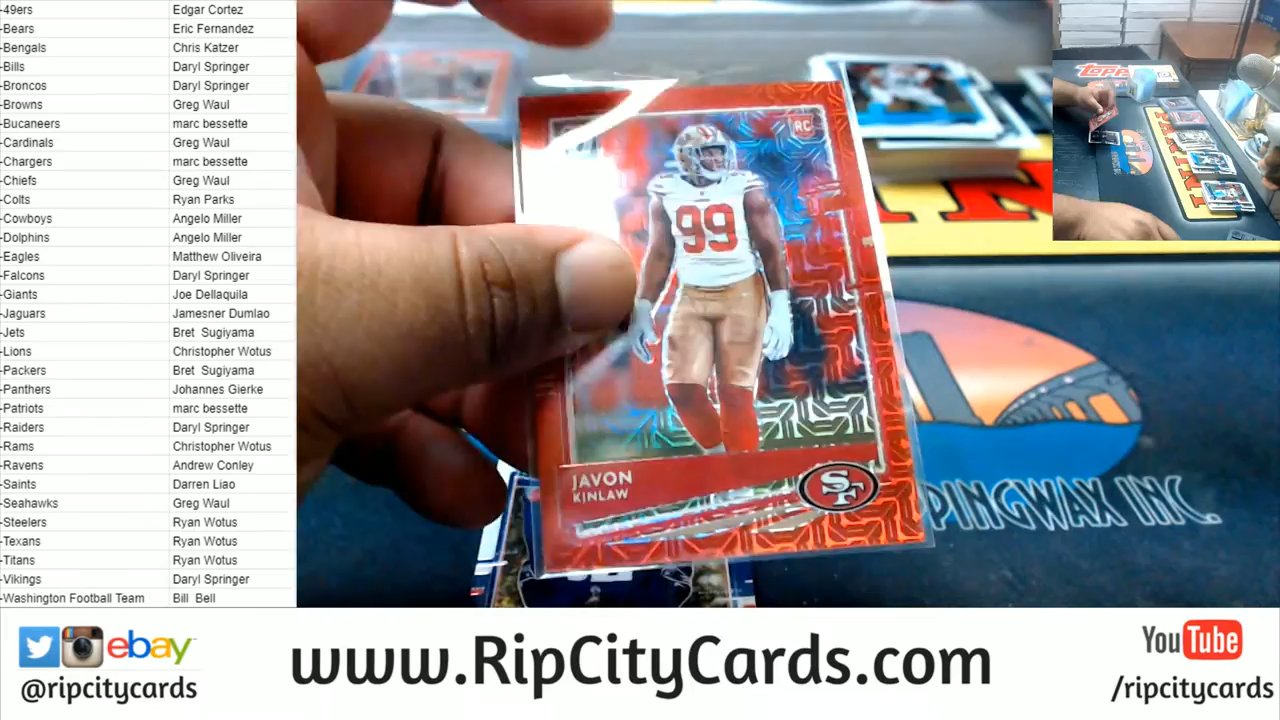 -49ers Edgar Cortez
-Bears Eric Fernandez
-Bengals Chris Katzer
-Bills Daryl Springer
-Broncos Daryl Springer
-Browns Greg Waul
-Bucaneers marc bessette
-Cardinals Greg Waul
-Chargers marc bessette
-Chiefs Greg Waul
-Colts Ryan Parks
-Cowboys Angelo Miller
-Dolphins Angelo Miller
-Eagles Matthew Oliveira
-Falcons Daryl Springer
-Giants Joe Dellaquila
-Jaguars Jamesner Dumlao
-Jets Bret Sugiyama
-Lions Christopher Wotus
-Packers Bret Sugiyama
-Panthers Johannes Gierke
-Patriots marc bessette
-Raiders Daryl Springer
-Rams Christopher Wotus
-Ravens Andrew Conley
-Saints Darren Liao
-Seahawks Greg Waul
-Steelers Ryan Wotus
-Texans Ryan Wotus
-Titans Ryan Wotus
-Vikings Daryl Springer
-Washington Football Team Bill Bell
RC
99
JAVON
KINLAW
SF
PINGWAX INC.
Topps
PANINI
ebay
@ripcitycards
www.RipCityCards.com
YouTube
/ripcitycards